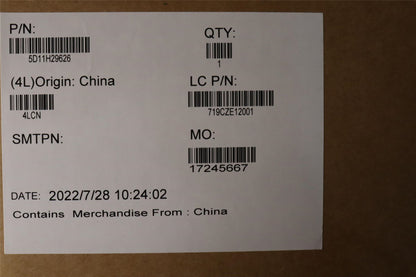 P/N:
5D11H29626
QTY:
1
(4L)Origin: China
4LCN
LC P/N:
719CZE12001
SMTPN:
MO:
17245667
DATE: 2022/7/28 10:24:02
Contains Merchandise From : China